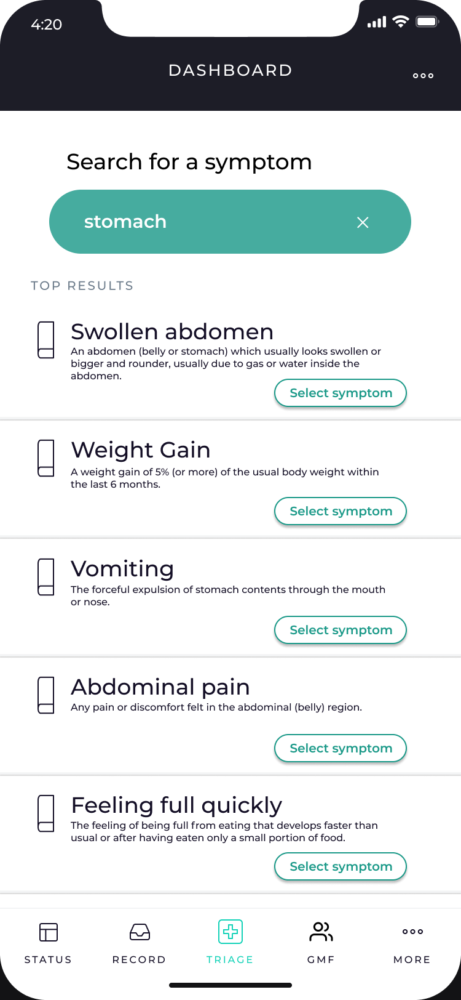 4:20
DASHBOARD
Search for a symptom
stomach
TOP RESULTS
Swollen abdomen
An abdomen (belly or stomach) which usually looks swollen or
bigger and rounder, usually due to gas or water inside the
abdomen.
Select symptom
Weight Gain
A weight gain of 5% (or more) of the usual body weight within
the last 6 months.
Select symptom
Vomiting
The forceful expulsion of stomach contents through the mouth
or nose.
Select symptom
Abdominal pain
Any pain or discomfort felt in the abdominal (belly) region.
Select symptom
Feeling full quickly
The feeling of being full from eating that develops faster than
usual or after having eaten only a small portion of food.
Select symptom
STATUS RECORD TRIAGE GMF MORE